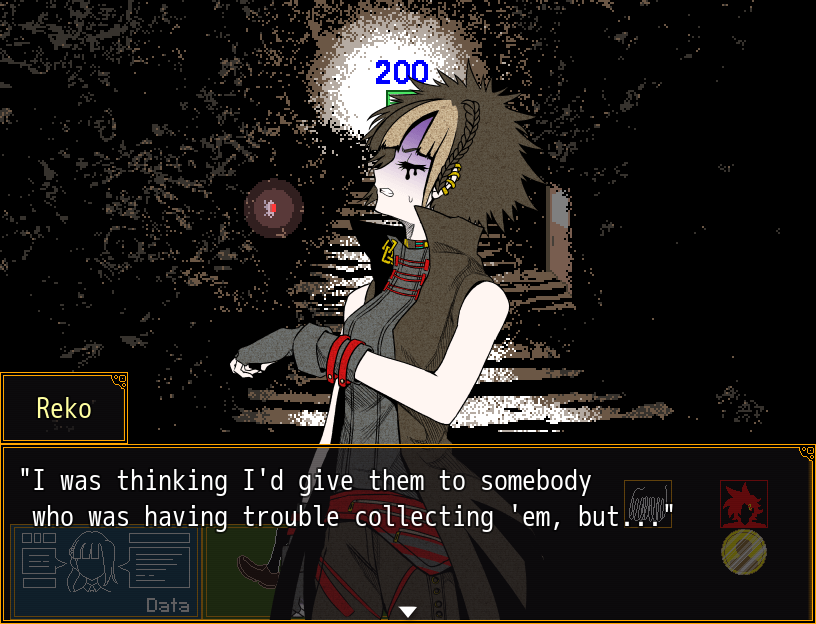 200
Reko
"I was thinking I'd give them to somebody
who was having trouble collecting 'em, but..."
Data